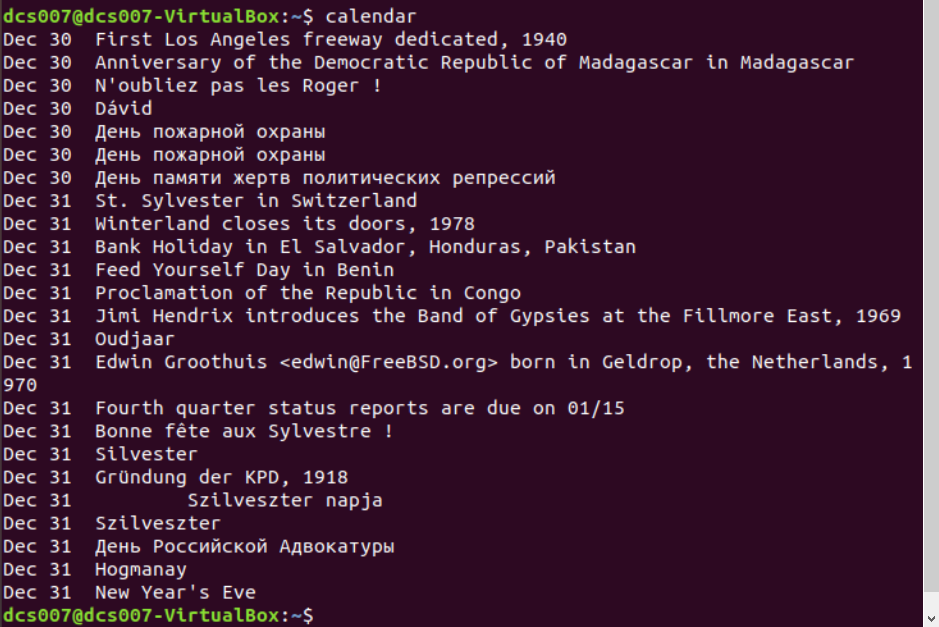 dcs007@dcs007-VirtualBox:~$ calendar
Dec 30  First Los Angeles freeway dedicated, 1940
Dec 30  Anniversary of the Democratic Republic of Madagascar in Madagascar
Dec 30  N'oubliez pas les Roger !
Dec 30  Dávid
Dec 30  День пожарной охраны
Dec 30  День пожарной охраны
Dec 30  День памяти жертв политических репрессий
Dec 31  St. Sylvester in Switzerland
Dec 31  Winterland closes its doors, 1978
Dec 31  Bank Holiday in El Salvador, Honduras, Pakistan
Dec 31  Feed Yourself Day in Benin
Dec 31  Proclamation of the Republic in Congo
Dec 31  Jimi Hendrix introduces the Band of Gypsies at the Fillmore East, 1969
Dec 31  Oudjaar
Dec 31  Edwin Groothuis <edwin@FreeBSD.org> born in Geldrop, the Netherlands, 1
970
Dec 31  Fourth quarter status reports are due on 01/15
Dec 31  Bonne fête aux Sylvestre !
Dec 31  Silvester
Dec 31  Gründung der KPD, 1918
Dec 31          Szilveszter napja
Dec 31  Szilveszter
Dec 31  День Российской Адвокатуры
Dec 31  Hogmanay
Dec 31  New Year's Eve
dcs007@dcs007-VirtualBox:~$